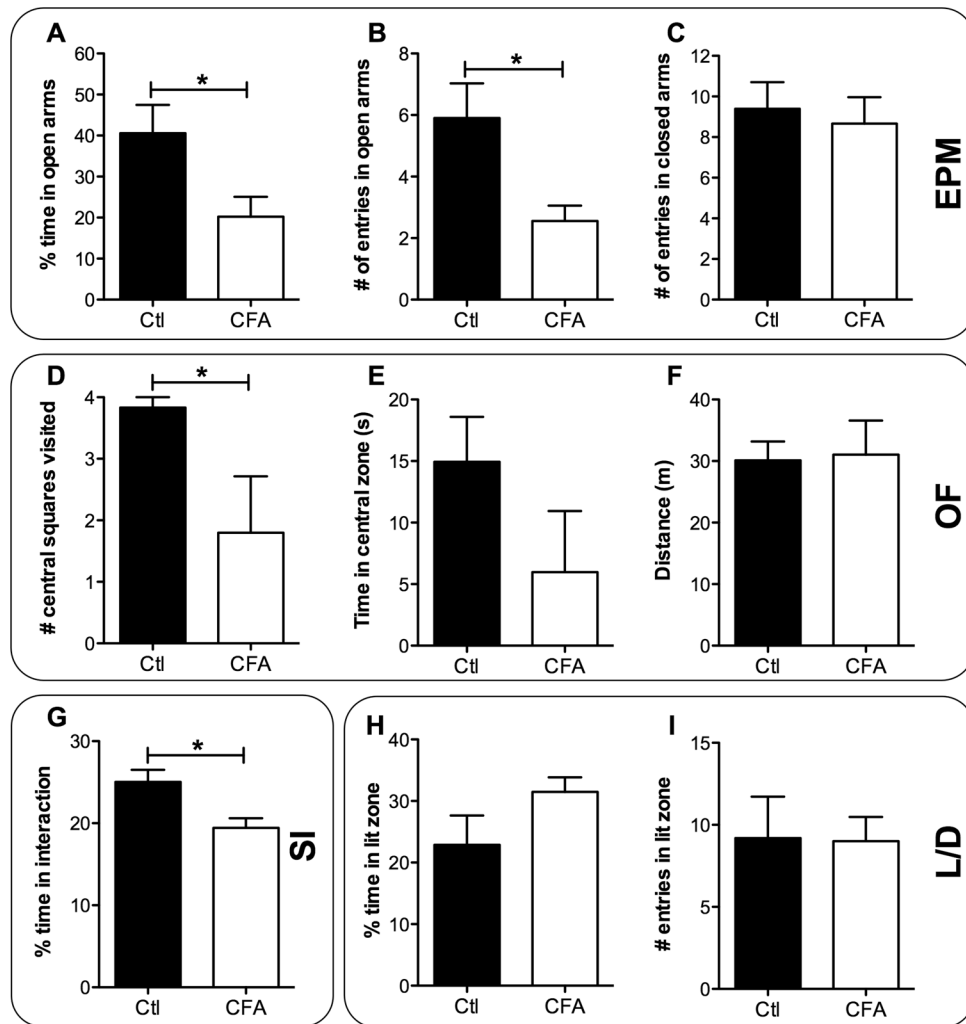 A
% time in open arms
60
50
40
30
20
10
0
*
Ctl
CFA
B
# of entries in open arms
8
6
4
2
0
*
Ctl
CFA
C
# of entries in closed arms
12
10
8
6
4
2
0
Ctl
CFA
EPM
D
# central squares visited
4
3
2
1
0
*
Ctl
CFA
E
Time in central zone (s)
20
15
10
5
0
Ctl
CFA
F
Distance (m)
40
30
20
10
0
Ctl
CFA
OF
G
% time in interaction
30
20
10
0
*
Ctl
CFA
SI
H
% time in lit zone
40
30
20
10
0
Ctl
CFA
I
# entries in lit zone
15
10
5
0
Ctl
CFA
L/D